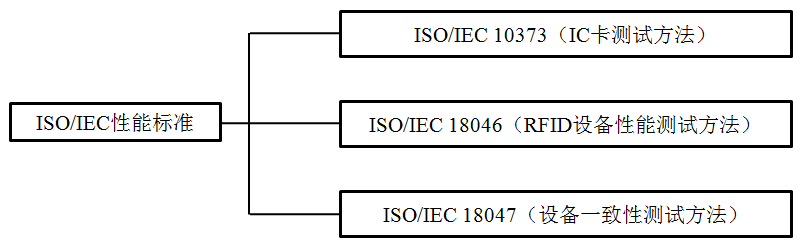 ISO/IEC 10373（IC卡测试方法）
ISO/IEC性能标准
ISO/IEC 18046（RFID设备性能测试方法）
ISO/IEC 18047（设备一致性测试方法）